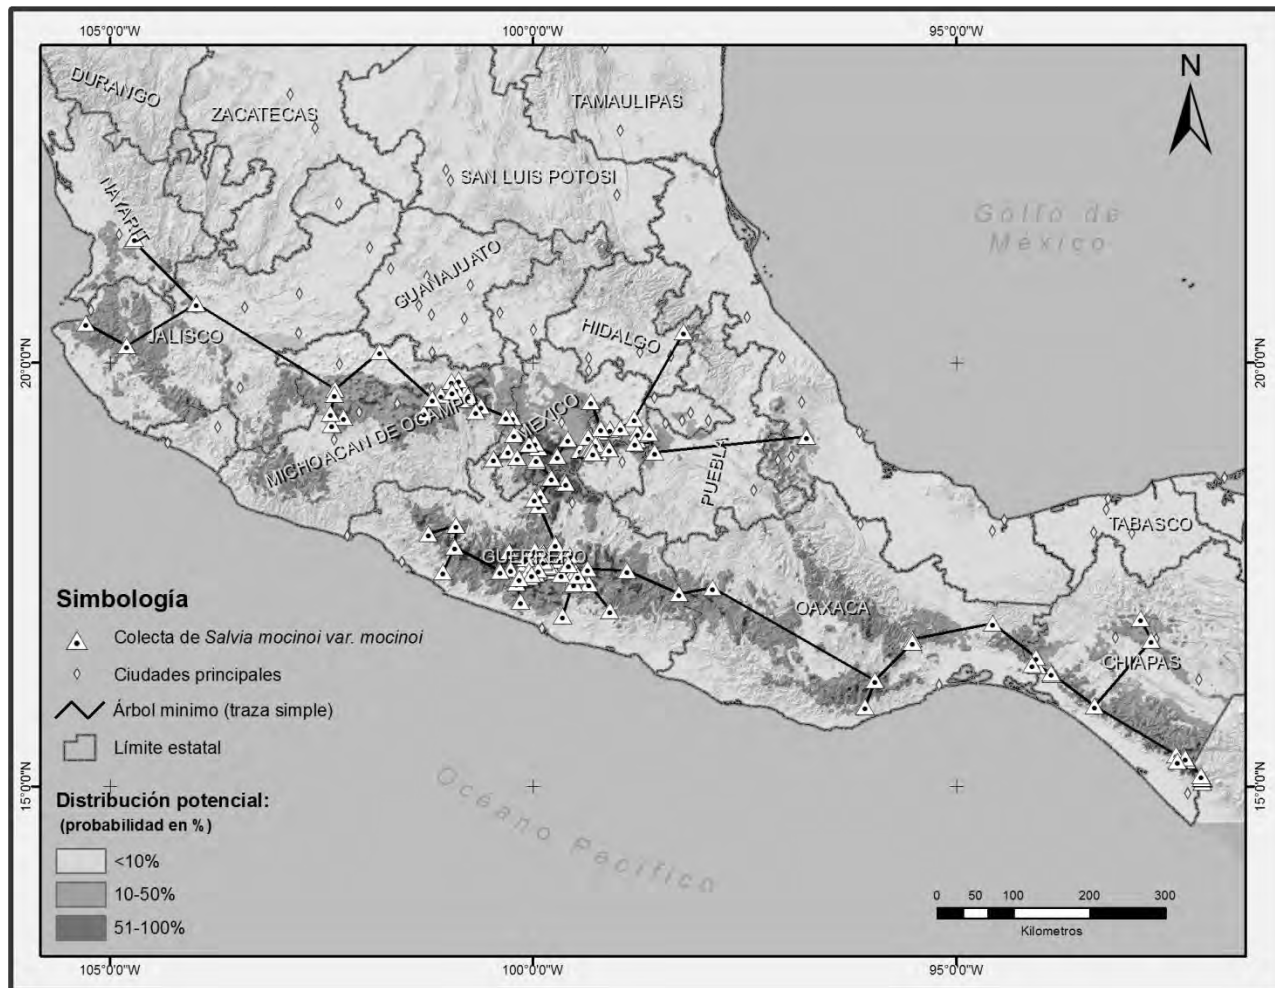 105°0'0"W
100°0'0"W
95°0'0"W
N
DURANGO
ZACATECAS
TAMAULIPAS
SAN LUIS POTOSI
NAYARIT
Golfo de
México
GUANAJUATO
HIDALGO
JALISCO
20°0'0"N
20°0'0"N
MEXICO
MICHOACAN DE OCAMPO
PUEBLA
TABASCO
GUERRERO
OAXACA
CHIAPAS
Simbología
Colecta de Salvia mocinoi var. mocinoi
Ciudades principales
Árbol minimo (traza simple)
Límite estatal
15°0'0"N
15°0'0"N
Océano Pacífico
Distribución potencial:
(probabilidad en %)
<10%
10-50%
51-100%
0 50 100 200 300
Kilometros
105°0'0"W
100°0'0"W
95°0'0"W